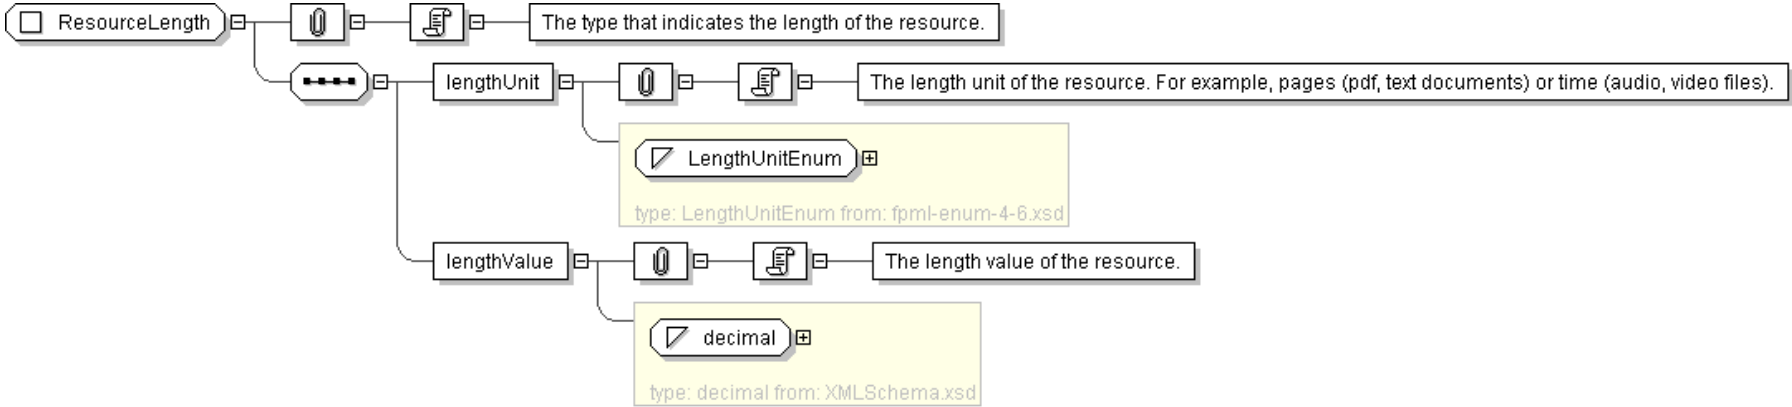 ResourceLength
The type that indicates the length of the resource.
lengthUnit
The length unit of the resource. For example, pages (pdf, text documents) or time (audio, video files).
LengthUnitEnum
type: LengthUnitEnum from: fpml-enum-4-6.xsd
lengthValue
The length value of the resource.
decimal
type: decimal from: XMLSchema.xsd